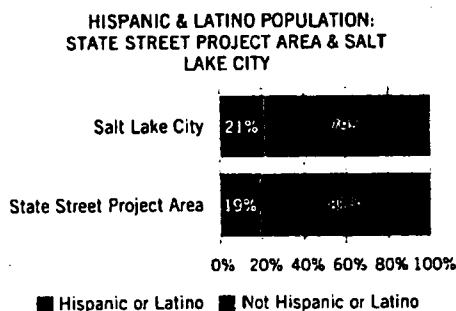 HISPANIC & LATINO POPULATION:
STATE STREET PROJECT AREA & SALT
LAKE CITY
Salt Lake City 21%
State Street Project Area 19%
0% 20% 40% 60% 80% 100%
Hispanic or Latino Not Hispanic or Latino